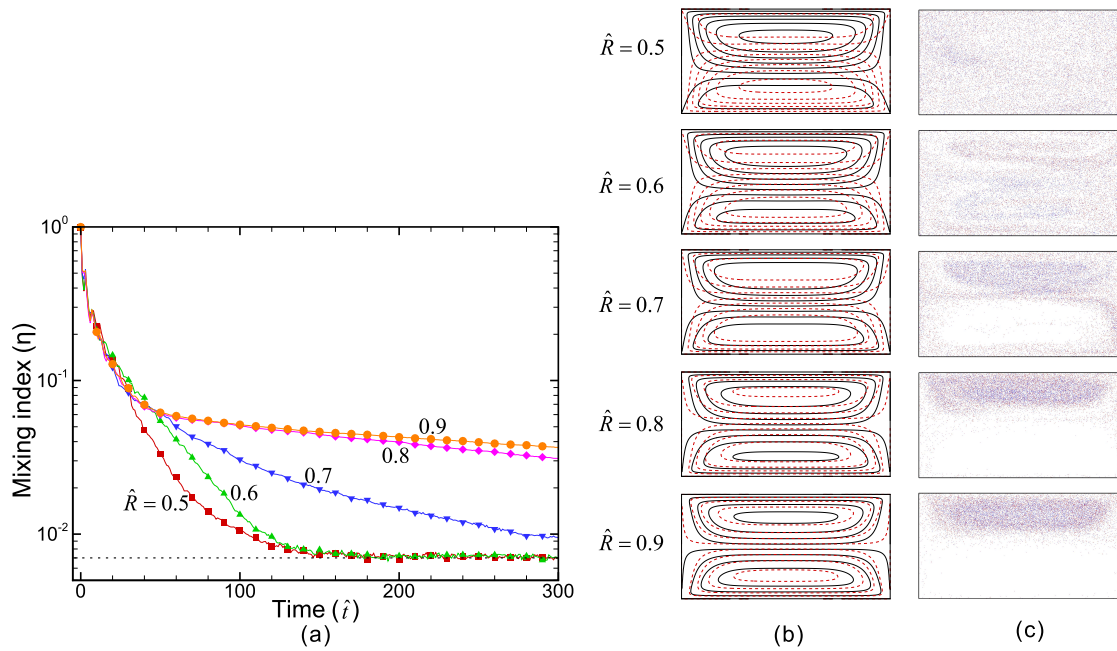 R̂ = 0.5
R̂ = 0.6
R̂ = 0.7
R̂ = 0.8
R̂ = 0.9
Mixing index (η)
10⁰
10⁻¹
10⁻²
0.9
0.8
0.7
0.6
R̂ = 0.5
0 100 200 300
Time (t̂)
(a) (b) (c)